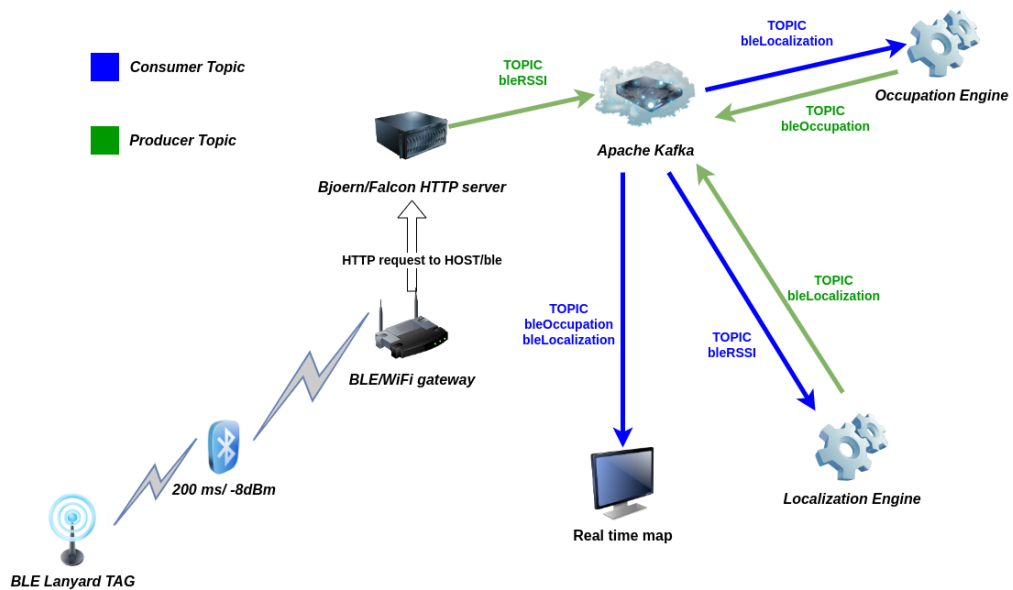 TOPIC
bleLocalization
Consumer Topic
TOPIC
bleRSSI
Occupation Engine
TOPIC
bleOccupation
Producer Topic
Apache Kafka
Bjoern/Falcon HTTP server
HTTP request to HOST/ble
TOPIC
bleLocalization
TOPIC
bleOccupation
bleLocalization
TOPIC
bleRSSI
BLE/WiFi gateway
200 ms/ -8dBm
Localization Engine
Real time map
BLE Lanyard TAG